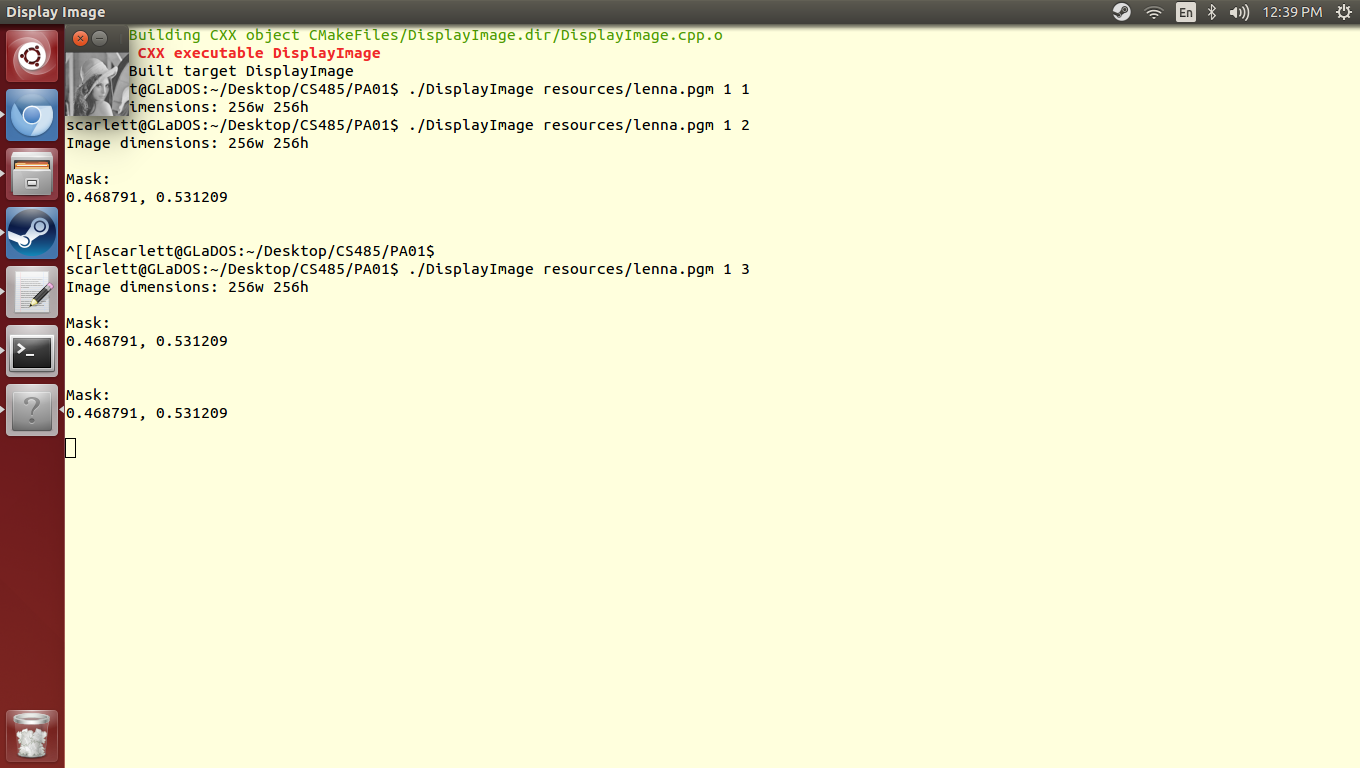 Display Image
En
12:39 PM
Building CXX object CMakeFiles/DisplayImage.dir/DisplayImage.cpp.o
CXX executable DisplayImage
Built target DisplayImage
t@GLaDOS:~/Desktop/CS485/PA01$ ./DisplayImage resources/lenna.pgm 1 1
imensions: 256w 256h
scarlett@GLaDOS:~/Desktop/CS485/PA01$ ./DisplayImage resources/lenna.pgm 1 2
Image dimensions: 256w 256h
Mask:
0.468791, 0.531209
^[[Ascarlett@GLaDOS:~/Desktop/CS485/PA01$
scarlett@GLaDOS:~/Desktop/CS485/PA01$ ./DisplayImage resources/lenna.pgm 1 3
Image dimensions: 256w 256h
Mask:
0.468791, 0.531209
Mask:
0.468791, 0.531209